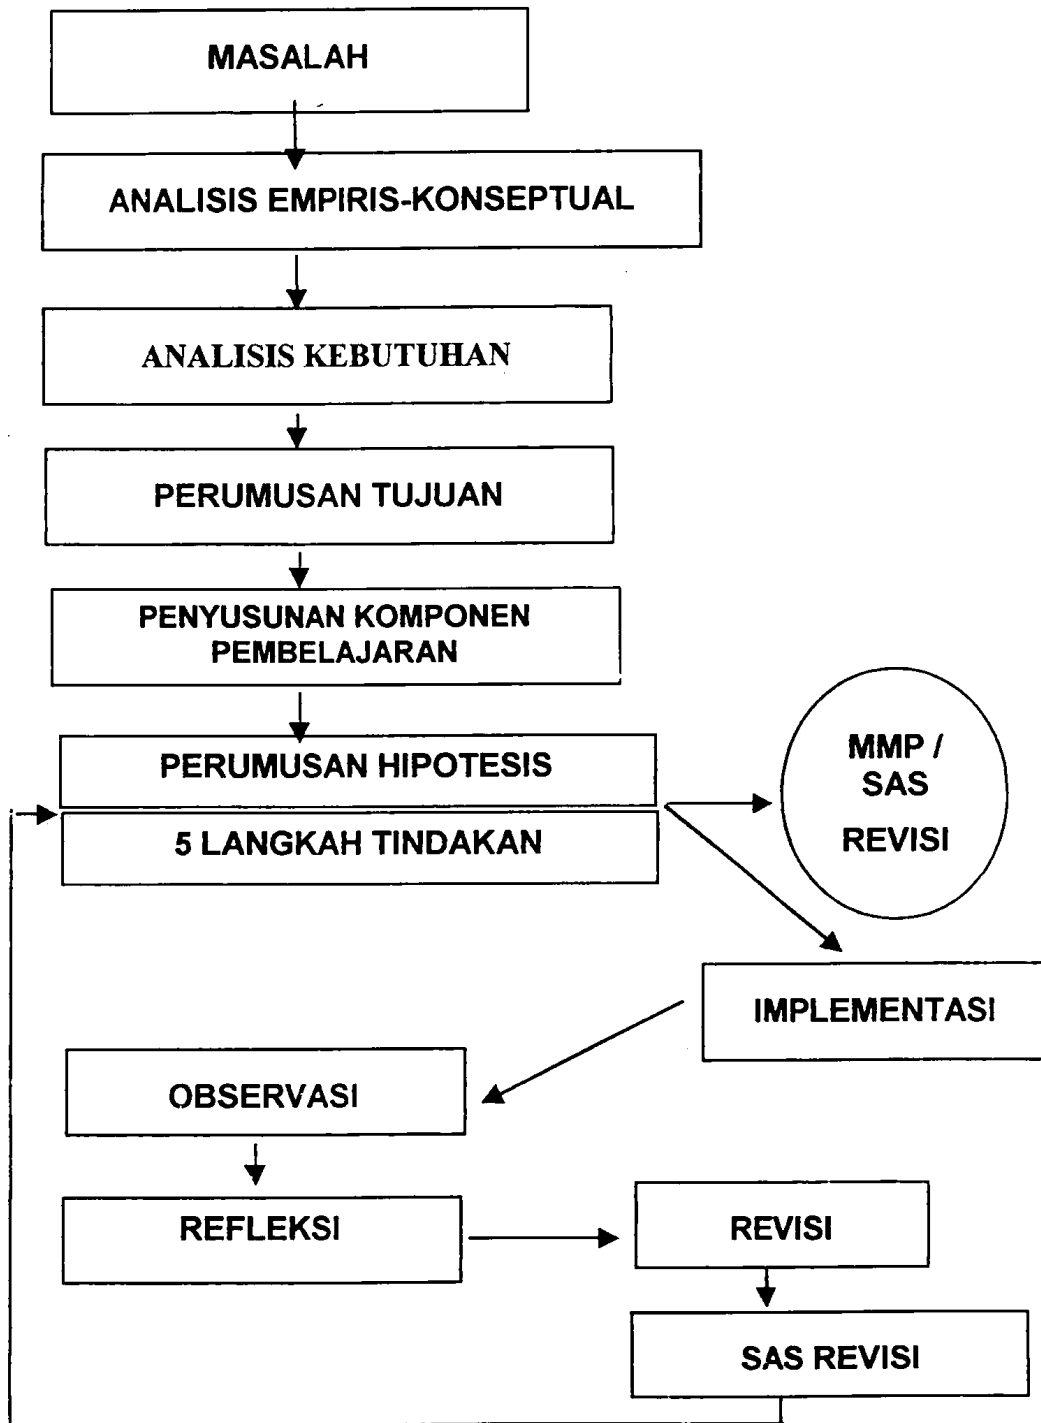 MASALAH
ANALISIS EMPIRIS-KONSEPTUAL
ANALISIS KEBUTUHAN
PERUMUSAN TUJUAN
PENYUSUNAN KOMPONEN
PEMBELAJARAN
PERUMUSAN HIPOTESIS
5 LANGKAH TINDAKAN
MMP /
SAS
REVISI
IMPLEMENTASI
OBSERVASI
REFLEKSI
REVISI
SAS REVISI